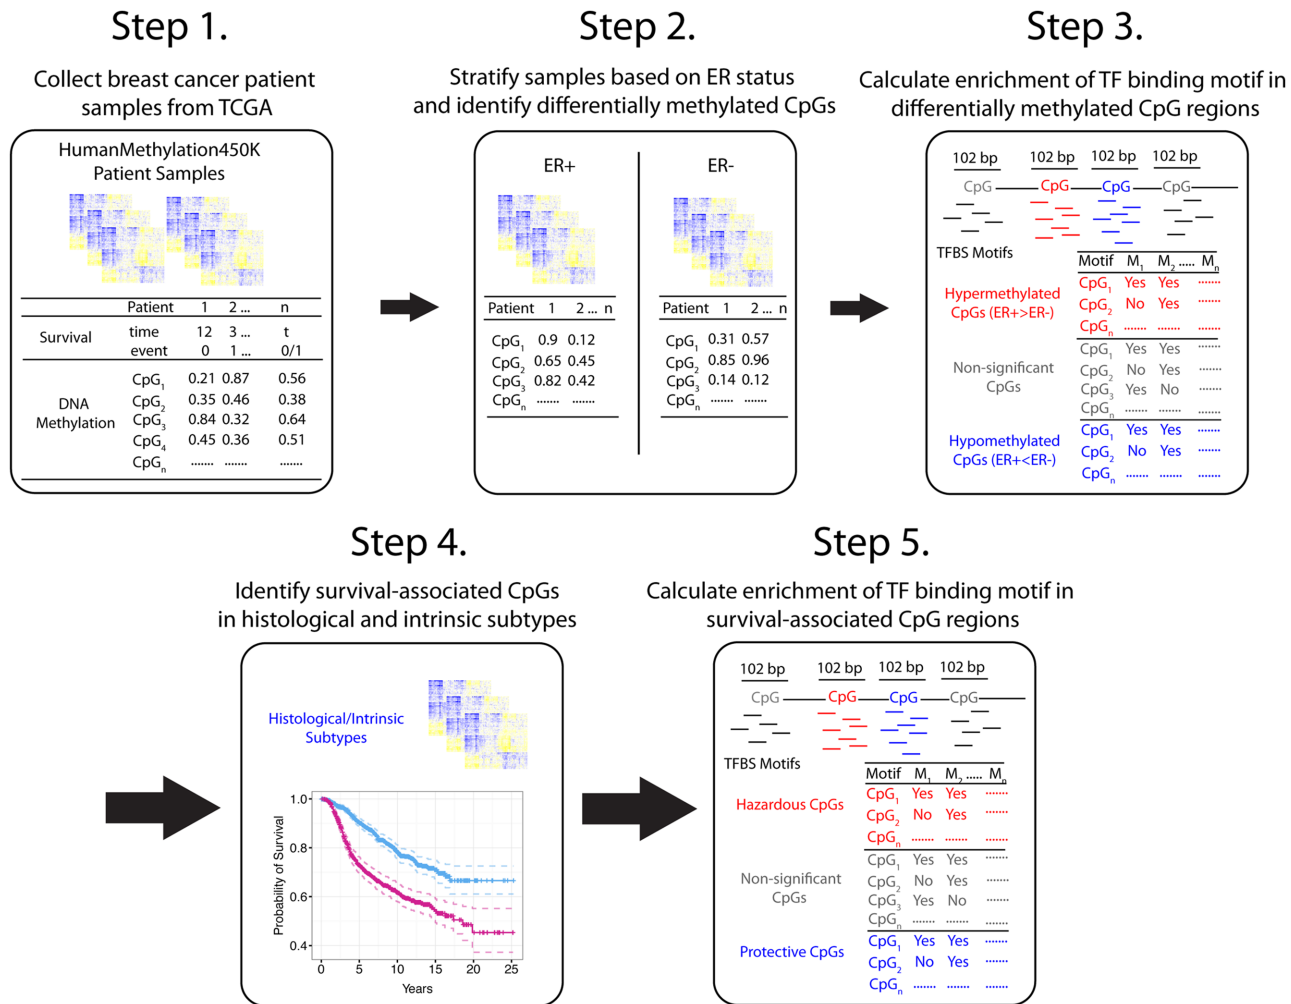 Step 1.
Collect breast cancer patient
samples from TCGA
HumanMethylation450K
Patient Samples
Patient 1 2 ... n
Survival
time 12 3 ... t
event 0 1 ... 0/1
DNA
Methylation
CpG1 0.21 0.87 0.56
CpG2 0.35 0.46 0.38
CpG3 0.84 0.32 0.64
CpG4 0.45 0.36 0.51
CpGn ....... ....... .......
Step 2.
Stratify samples based on ER status
and identify differentially methylated CpGs
ER+
Patient 1 2 ... n
CpG1 0.9 0.12
CpG2 0.65 0.45
CpG3 0.82 0.42
CpGn ....... .......
ER-
Patient 1 2 ... n
CpG1 0.31 0.57
CpG2 0.85 0.96
CpG3 0.14 0.12
CpGn ....... .......
Step 3.
Calculate enrichment of TF binding motif in
differentially methylated CpG regions
102 bp 102 bp 102 bp 102 bp
CpG CpG CpG CpG
TFBS Motifs
Motif M1 M2 ..... Mn
Hypermethylated
CpGs (ER+>ER-)
CpG1 Yes Yes .......
CpG2 No Yes .......
CpGn ....... ....... .......
Non-significant
CpGs
CpG1 Yes Yes .......
CpG2 No Yes .......
CpG3 Yes No .......
CpGn ....... ....... .......
Hypomethylated
CpGs (ER+<ER-)
CpG1 Yes Yes .......
CpG2 No Yes .......
CpGn ....... ....... .......
Step 4.
Identify survival-associated CpGs
in histological and intrinsic subtypes
Histological/Intrinsic
Subtypes
Probability of Survival
1.0
0.8
0.6
0.4
0 5 10 15 20 25
Years
Step 5.
Calculate enrichment of TF binding motif in
survival-associated CpG regions
102 bp 102 bp 102 bp 102 bp
CpG CpG CpG CpG
TFBS Motifs
Motif M1 M2 ..... Mn
Hazardous CpGs
CpG1 Yes Yes .......
CpG2 No Yes .......
CpGn ....... ....... .......
Non-significant
CpGs
CpG1 Yes Yes .......
CpG2 No Yes .......
CpG3 Yes No .......
CpGn ....... ....... .......
Protective CpGs
CpG1 Yes Yes .......
CpG2 No Yes .......
CpGn ....... ....... .......